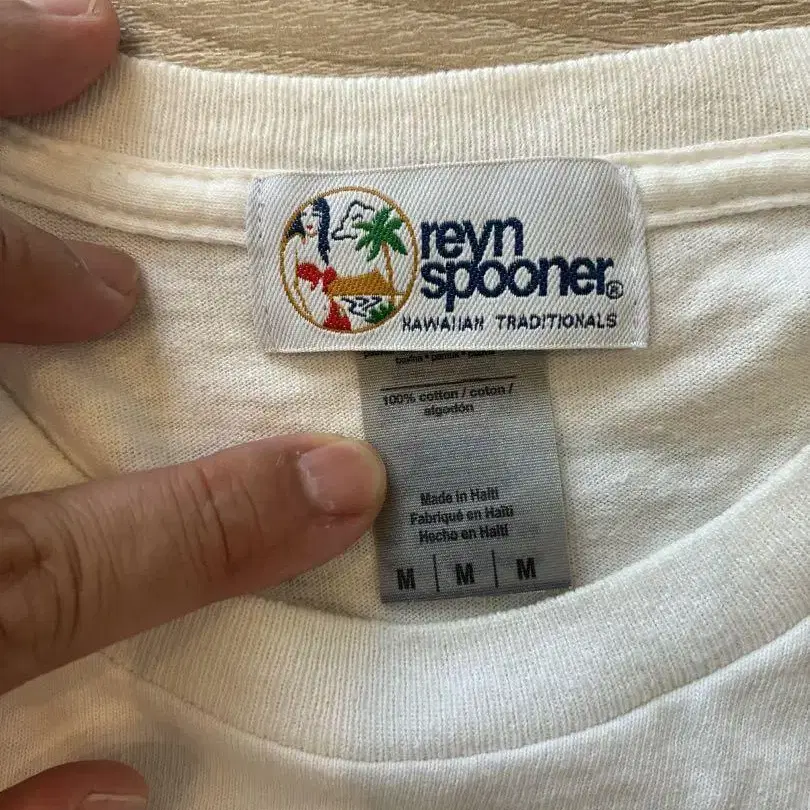 reyn
spooner®
HAWAIIAN TRADITIONALS
100% cotton / coton /
algodón
Made in Haiti
Fabriqué en Haïti
Hecho en Haití
M | M | M